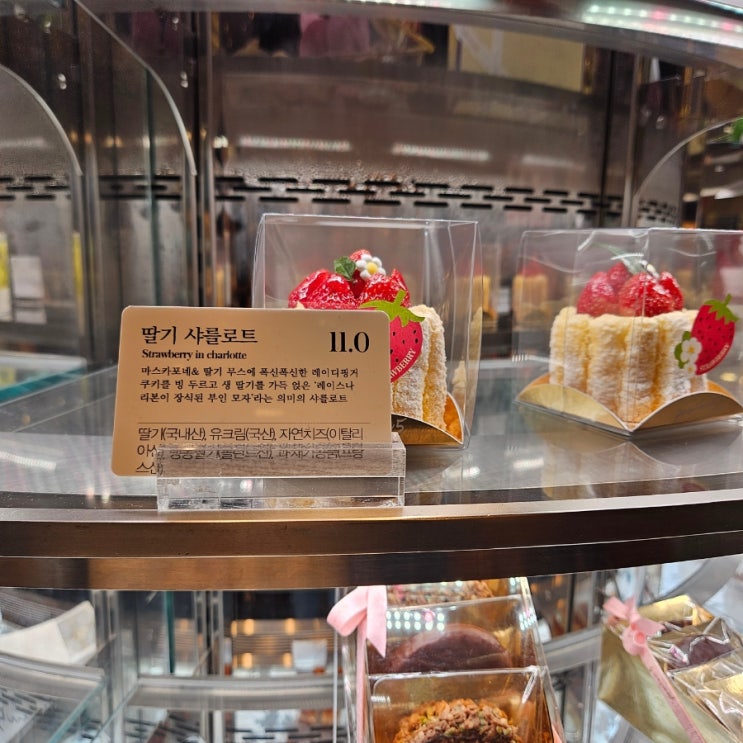 딸기 샤를로트
11.0
Strawberry in charlotte
마스카포네& 딸기 무스에 폭신폭신한 레이디핑거
쿠키를 빙 두르고 생 딸기를 가득 얹은 '레이스나
리본이 장식된 부인 모자'라는 의미의 샤를로트
딸기(국내산), 유크림(국산), 자연치즈(이탈리
아산),
스산)